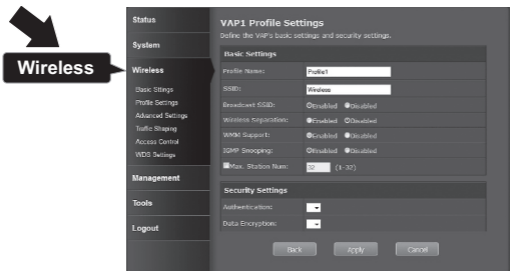 Wireless
Status
System
Wireless
Basic Sttings
Profile Settings
Advanced Settings
Traffic Shaping
Access Control
WDS Settings
Management
Tools
Logout
VAP1 Profile Settings
Define the VAP's basic settings and security settings.
Basic Settings
Profile Name: Profile1
SSID: Wireless
Broadcast SSID: Enabled Disabled
Wireless Separation: Enabled Disabled
WMM Support: Enabled Disabled
IGMP Snooping: Enabled Disabled
Max. Station Num: 32 (1-32)
Security Settings
Authentication:
Data Encryption:
Back Apply Cancel